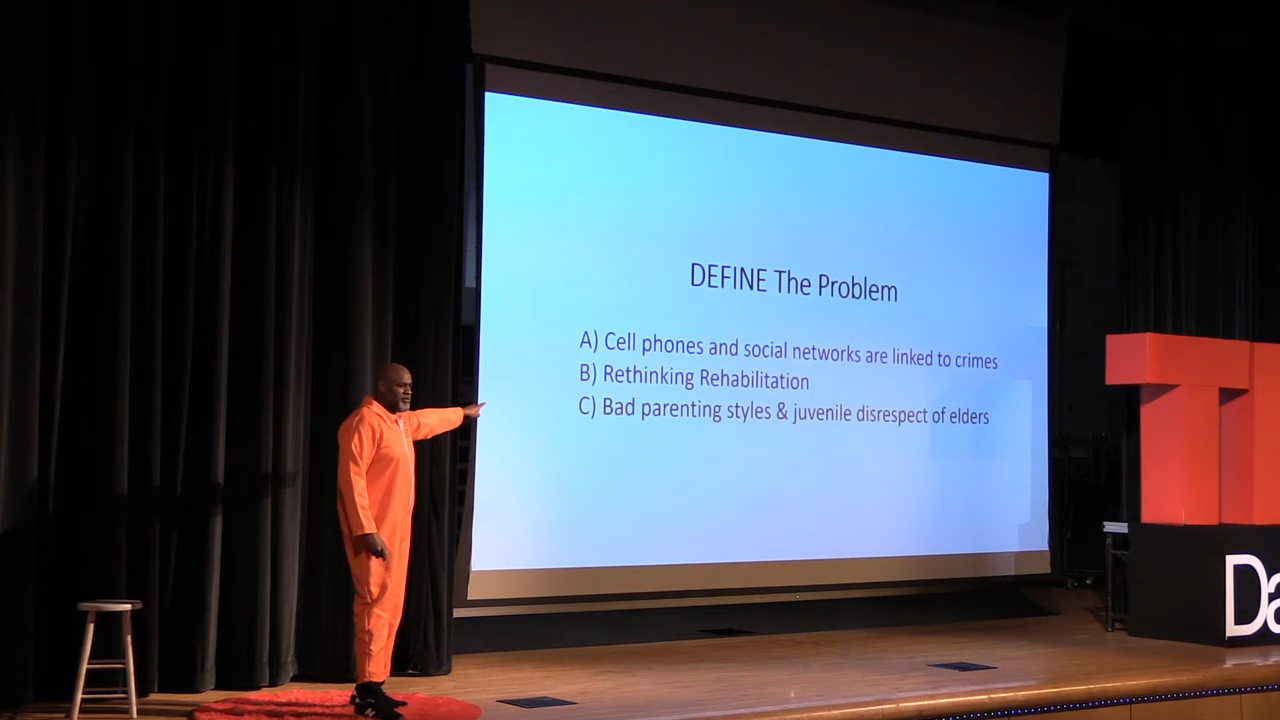 DEFINE The Problem
A) Cell phones and social networks are linked to crimes
B) Rethinking Rehabilitation
C) Bad parenting styles & juvenile disrespect of elders
T
Da